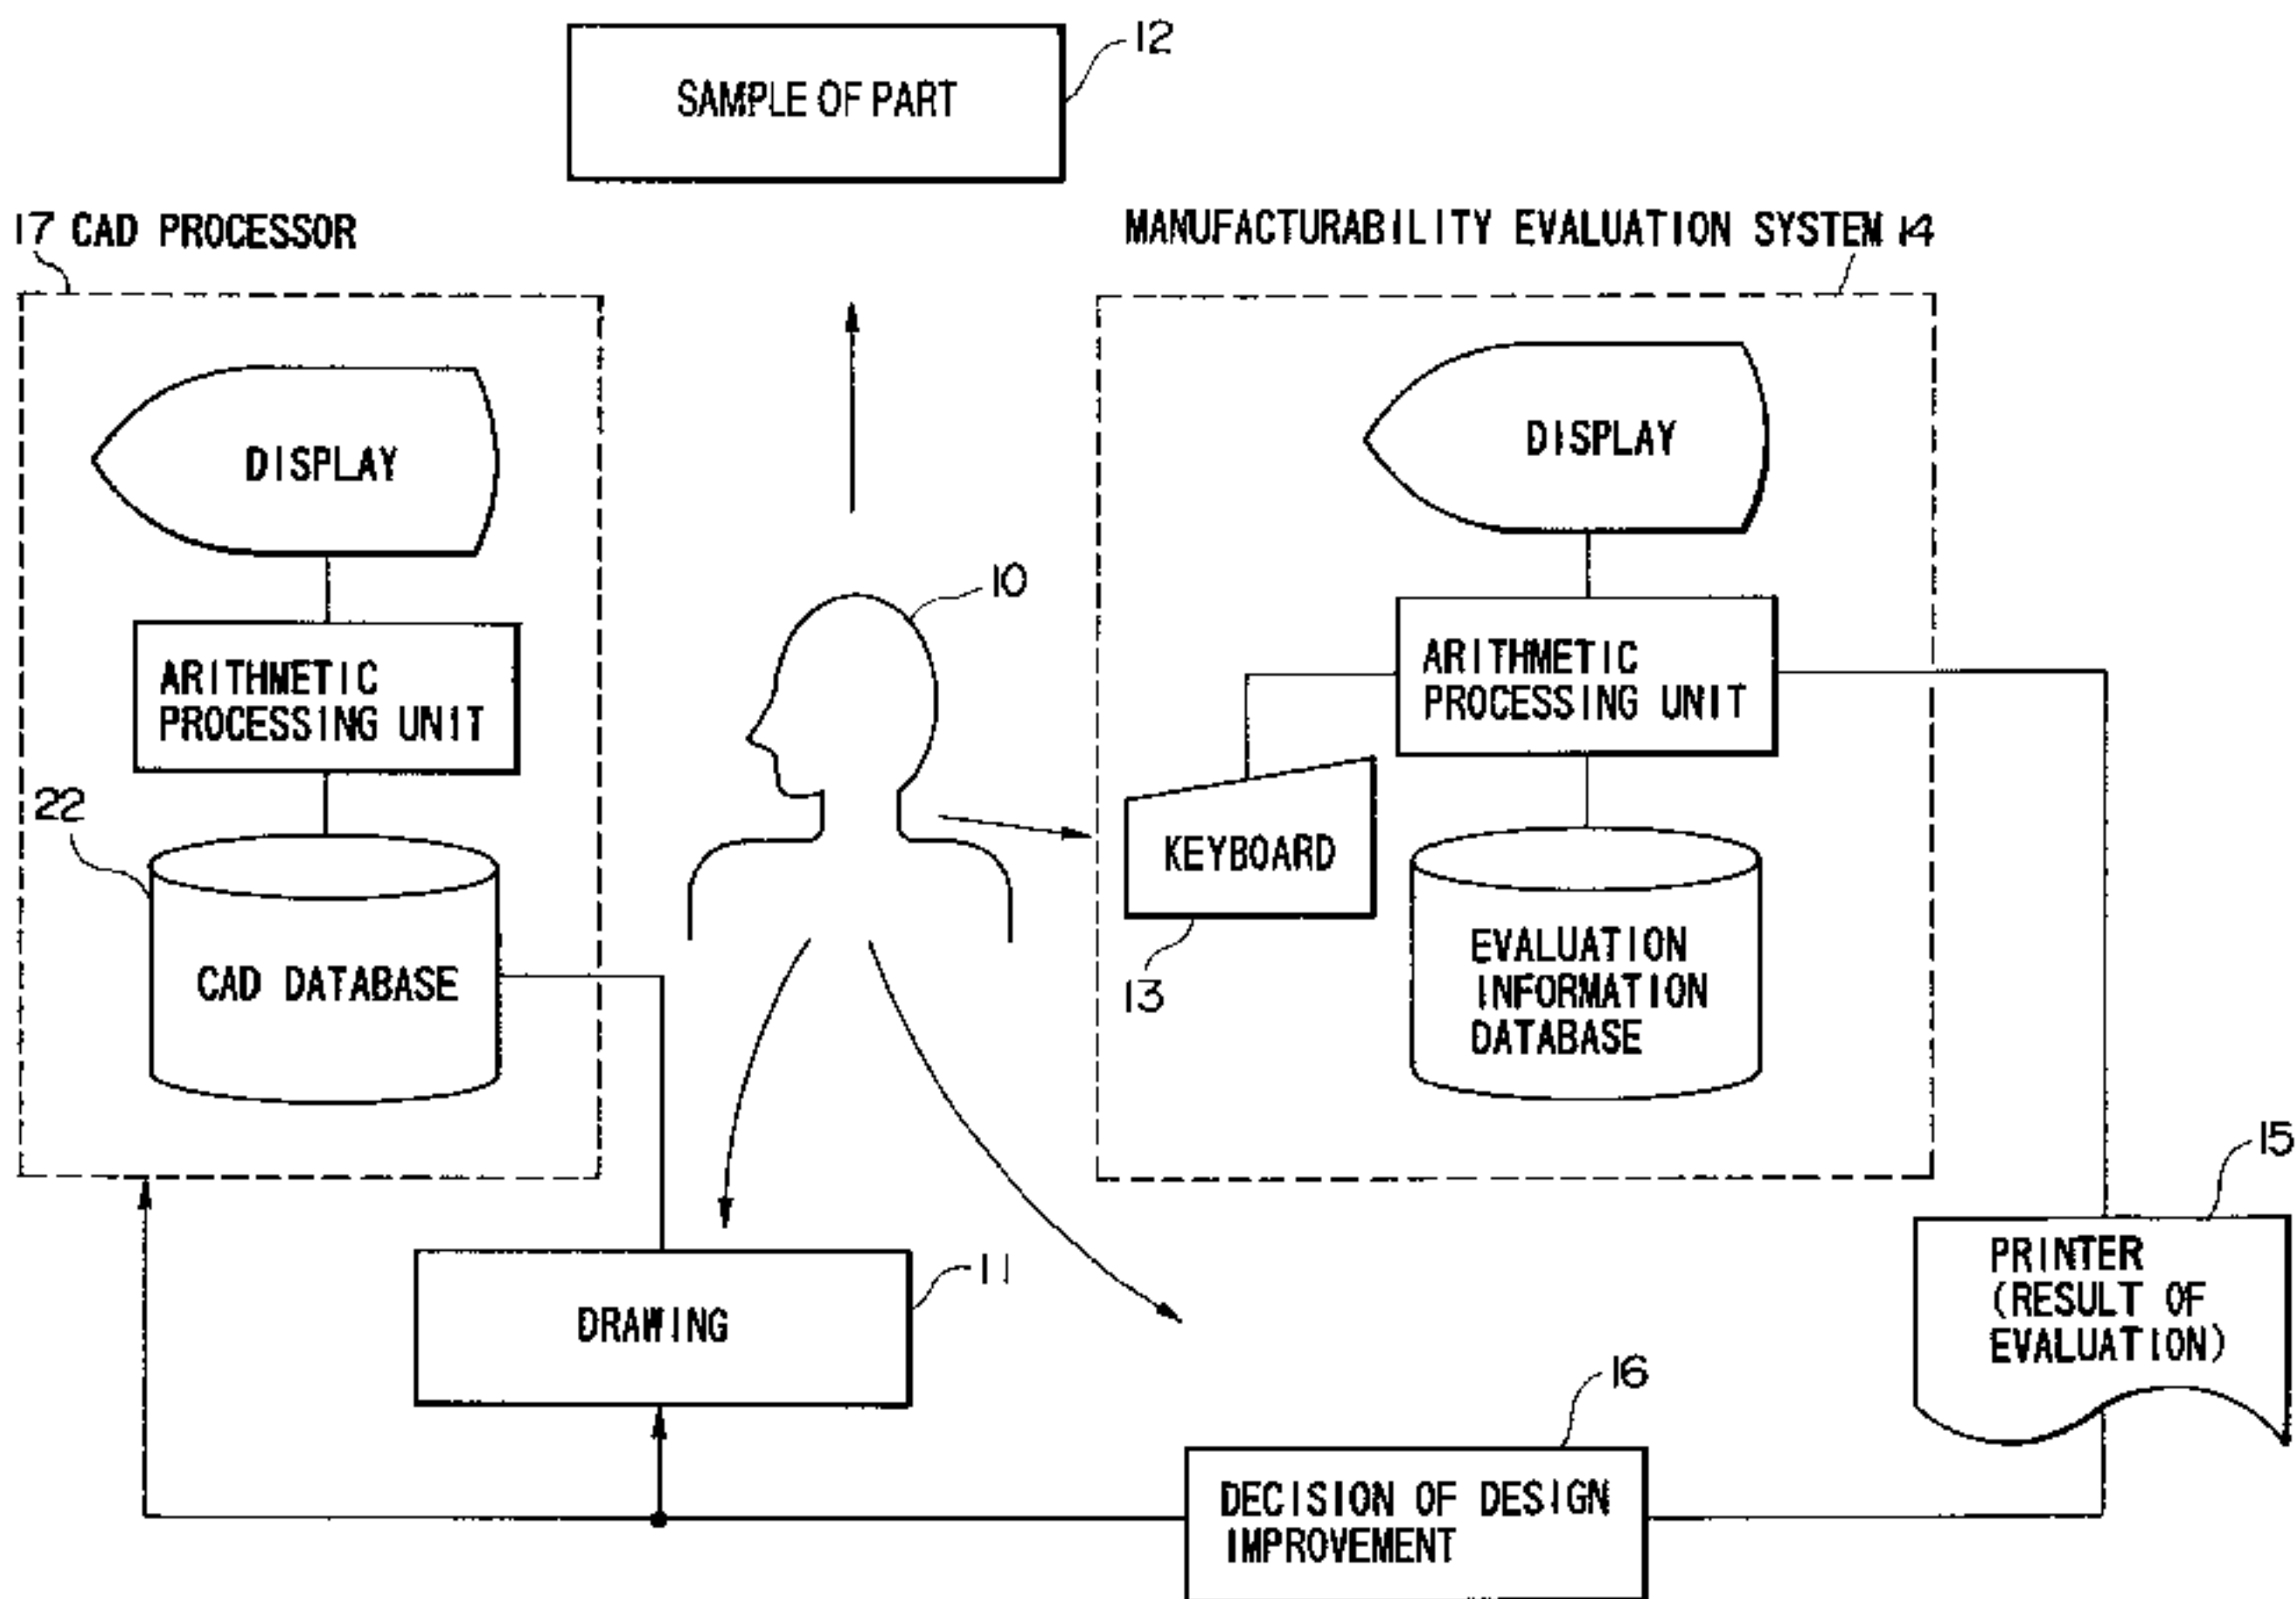 12
SAMPLE OF PART
17 CAD PROCESSOR
MANUFACTURABILITY EVALUATION SYSTEM 14
DISPLAY
DISPLAY
10
ARITHMETIC
PROCESSING UNIT
ARITHMETIC
PROCESSING UNIT
22
KEYBOARD
CAD DATABASE
13
EVALUATION
INFORMATION
DATABASE
15
PRINTER
(RESULT OF
EVALUATION)
11
DRAWING
16
DECISION OF DESIGN
IMPROVEMENT